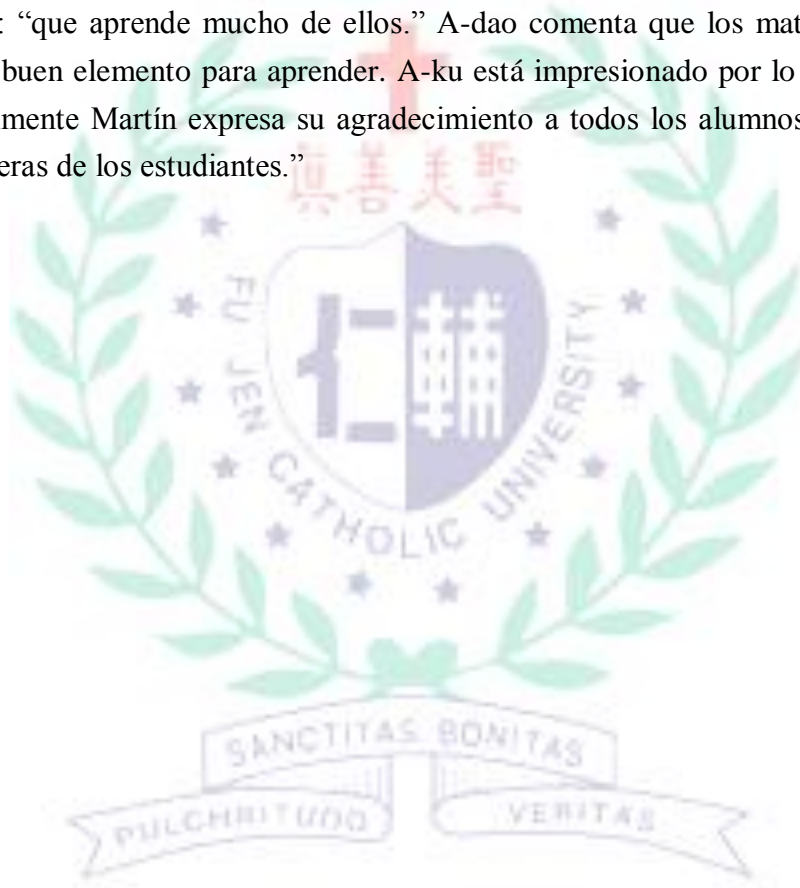 : “que aprende mucho de ellos.” A-dao comenta que los mat
buen elemento para aprender. A-ku está impresionado por lo
mente Martín expresa su agradecimiento a todos los alumnos
eras de los estudiantes.”
真善美聖
FU JEN CATHOLIC UNIVERSITY
仁輔
SANCTITAS BONITAS
PULCHRITUDO VERITAS